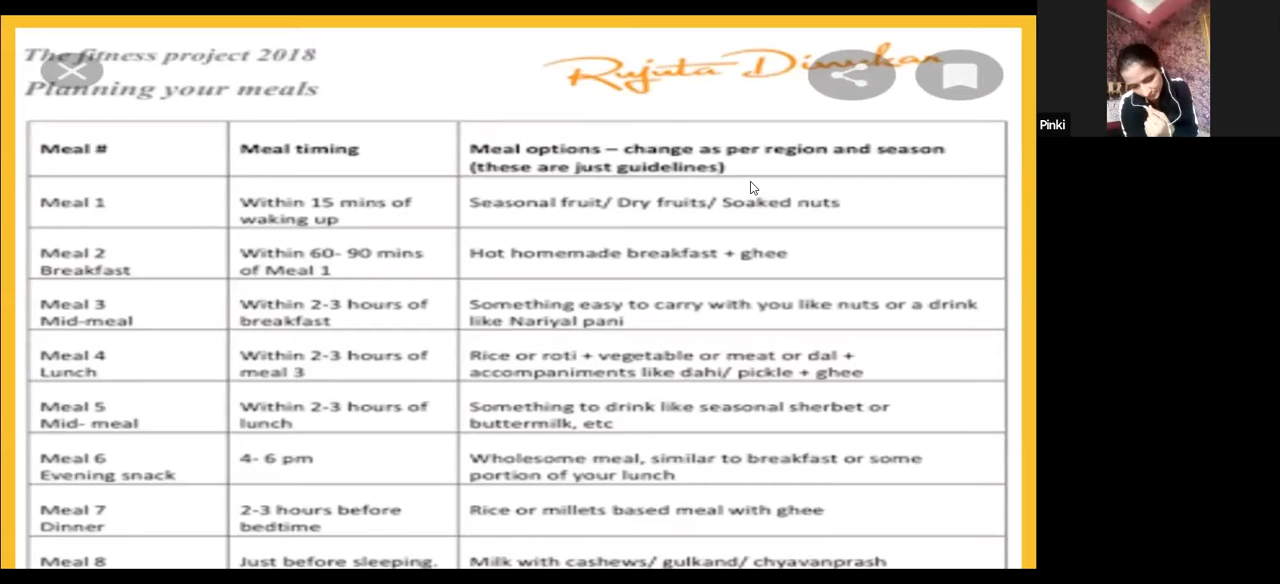 The fitness project 2018
Rujuta Diwekar
Planning your meals
Meal # Meal timing Meal options – change as per region and season
(these are just guidelines)
Meal 1 Within 15 mins of Seasonal fruit/ Dry fruits/ Soaked nuts
waking up
Meal 2 Within 60- 90 mins Hot homemade breakfast + ghee
Breakfast of Meal 1
Meal 3 Within 2-3 hours of Something easy to carry with you like nuts or a drink
Mid-meal breakfast like Nariyal pani
Meal 4 Within 2-3 hours of Rice or roti + vegetable or meat or dal +
Lunch meal 3 accompaniments like dahi/ pickle + ghee
Meal 5 Within 2-3 hours of Something to drink like seasonal sherbet or
Mid- meal lunch buttermilk, etc
Meal 6 4- 6 pm Wholesome meal, similar to breakfast or some
Evening snack portion of your lunch
Meal 7 2-3 hours before Rice or millets based meal with ghee
Dinner bedtime
Meal 8 Just before sleeping. Milk with cashews/ gulkand/ chyavanprash
Pinki